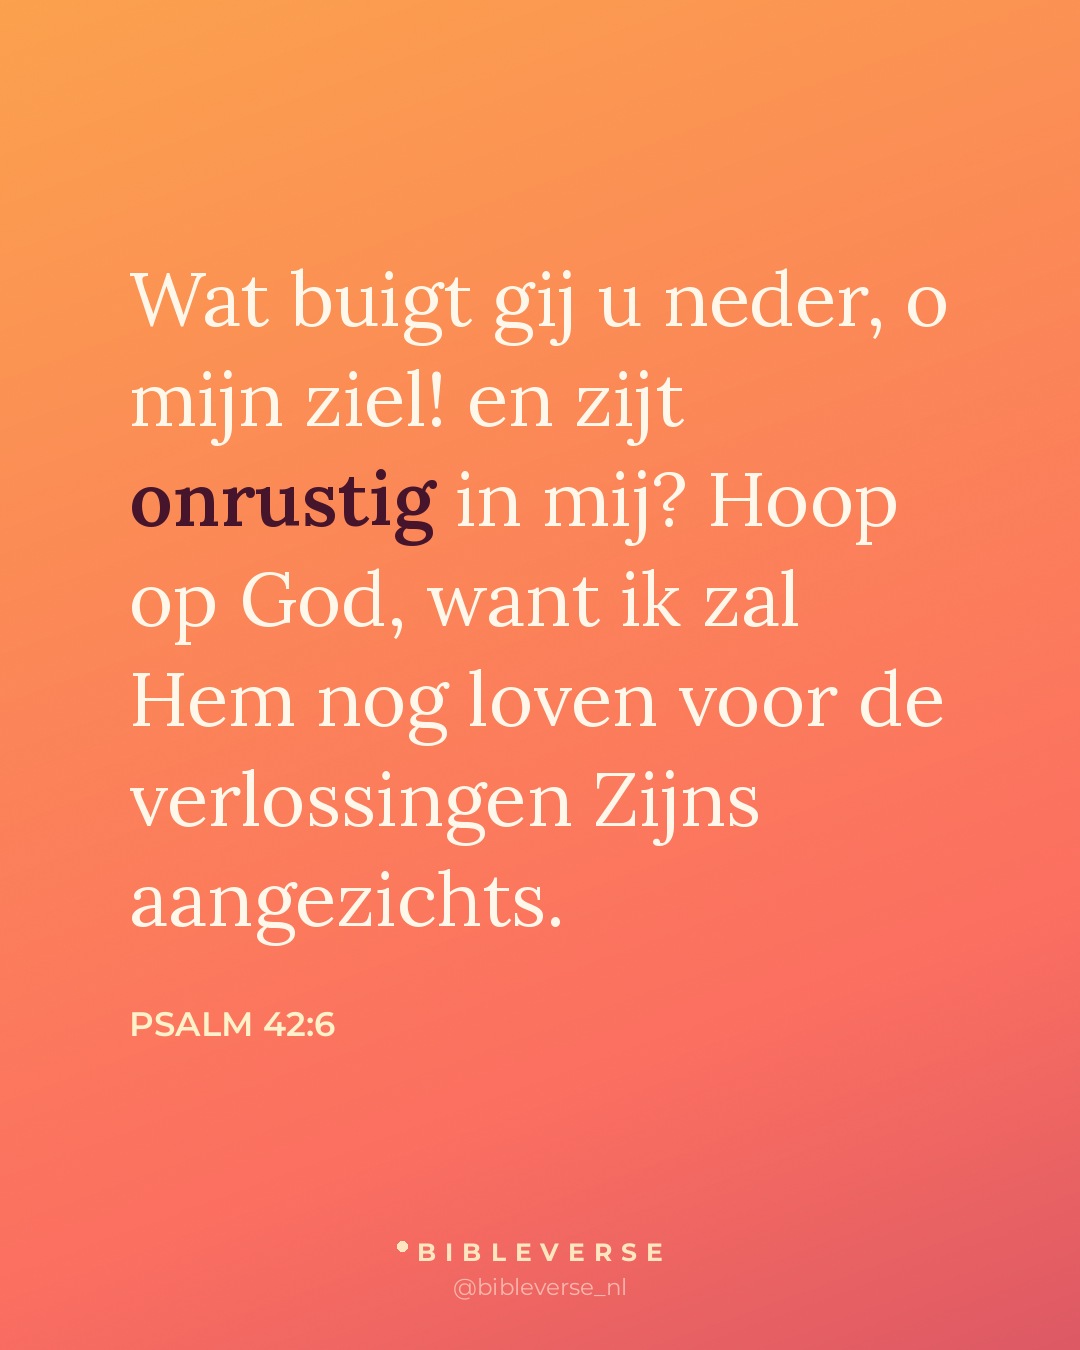 Wat buigt gij u neder, o
mijn ziel! en zijt
onrustig in mij? Hoop
op God, want ik zal
Hem nog loven voor de
verlossingen Zijns
aangezichts.
PSALM 42:6
BIBLEVERSE
@bibleverse_nl